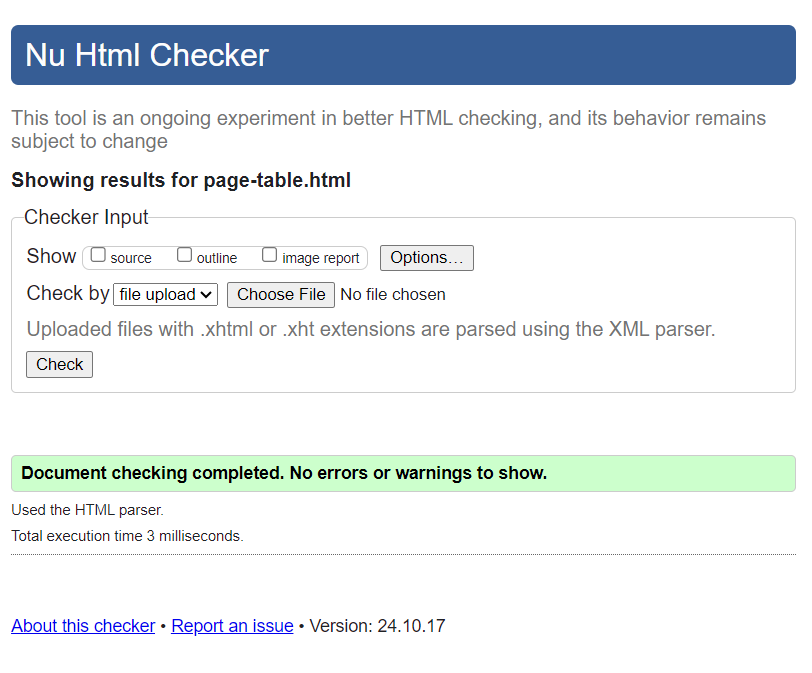 Nu Html Checker
This tool is an ongoing experiment in better HTML checking, and its behavior remains
subject to change
Showing results for page-table.html
Checker Input
Show source outline image report Options...
Check by file upload Choose File No file chosen
Uploaded files with .xhtml or .xht extensions are parsed using the XML parser.
Check
Document checking completed. No errors or warnings to show.
Used the HTML parser.
Total execution time 3 milliseconds.
About this checker • Report an issue • Version: 24.10.17